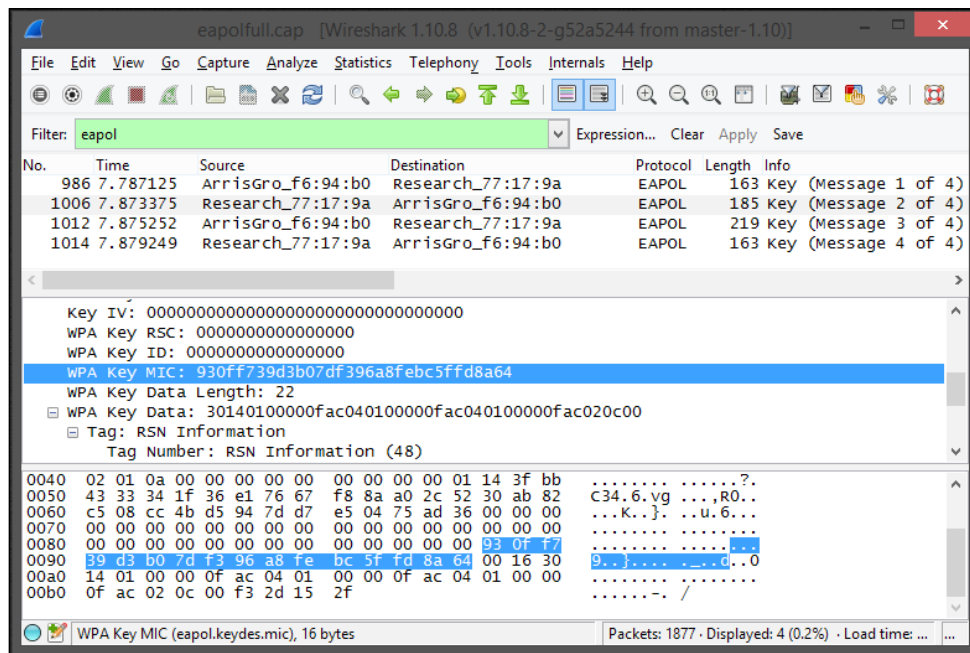 eapolfull.cap [Wireshark 1.10.8 (v1.10.8-2-g52a5244 from master-1.10)]
File Edit View Go Capture Analyze Statistics Telephony Tools Internals Help
Filter: eapol Expression... Clear Apply Save
No. Time Source Destination Protocol Length Info
986 7.787125 ArrisGro_f6:94:b0 Research_77:17:9a EAPOL 163 Key (Message 1 of 4)
1006 7.873375 Research_77:17:9a ArrisGro_f6:94:b0 EAPOL 185 Key (Message 2 of 4)
1012 7.875252 ArrisGro_f6:94:b0 Research_77:17:9a EAPOL 219 Key (Message 3 of 4)
1014 7.879249 Research_77:17:9a ArrisGro_f6:94:b0 EAPOL 163 Key (Message 4 of 4)
Key IV: 00000000000000000000000000000000
WPA Key RSC: 0000000000000000
WPA Key ID: 0000000000000000
WPA Key MIC: 930ff739d3b07df396a8febc5ffd8a64
WPA Key Data Length: 22
WPA Key Data: 30140100000fac040100000fac040100000fac020c00
Tag: RSN Information
Tag Number: RSN Information (48)
0040 02 01 0a 00 00 00 00 00 00 00 00 00 01 14 3f bb ........ ......?.
0050 43 33 34 1f 36 e1 76 67 f8 8a a0 2c 52 30 ab 82 C34.6.vg ...,R0..
0060 c5 08 cc 4b d5 94 7d d7 e5 04 75 ad 36 00 00 00 ...K..}. ..u.6...
0070 00 00 00 00 00 00 00 00 00 00 00 00 00 00 00 00 ........ ........
0080 00 00 00 00 00 00 00 00 00 00 00 00 00 93 0f f7 ........ ........
0090 39 d3 b0 7d f3 96 a8 fe bc 5f fd 8a 64 00 16 30 9..}.... ._..d..0
00a0 14 01 00 00 0f ac 04 01 00 00 0f ac 04 01 00 00 ........ ........
00b0 0f ac 02 0c 00 f3 2d 15 2f ......-. /
WPA Key MIC (eapol.keydes.mic), 16 bytes Packets: 1877 · Displayed: 4 (0.2%) · Load time: ... ...